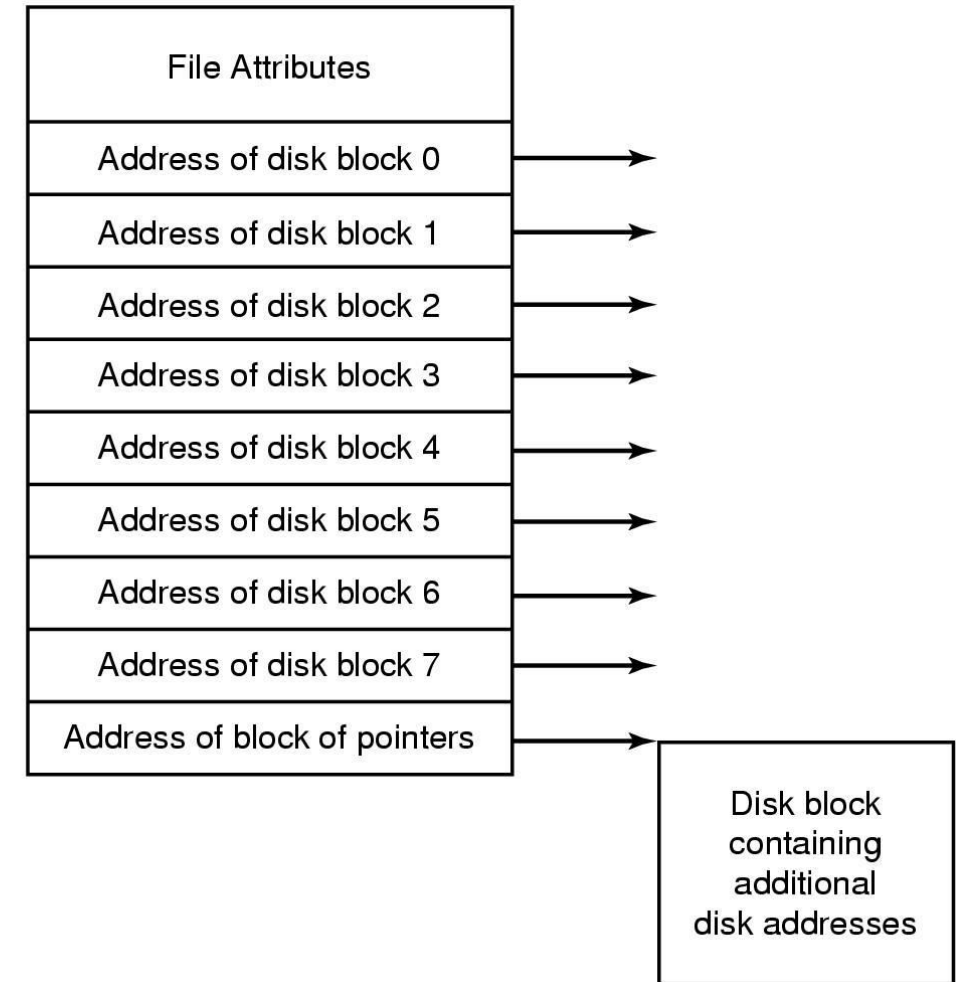 File Attributes
Address of disk block 0
Address of disk block 1
Address of disk block 2
Address of disk block 3
Address of disk block 4
Address of disk block 5
Address of disk block 6
Address of disk block 7
Address of block of pointers
Disk block
containing
additional
disk addresses